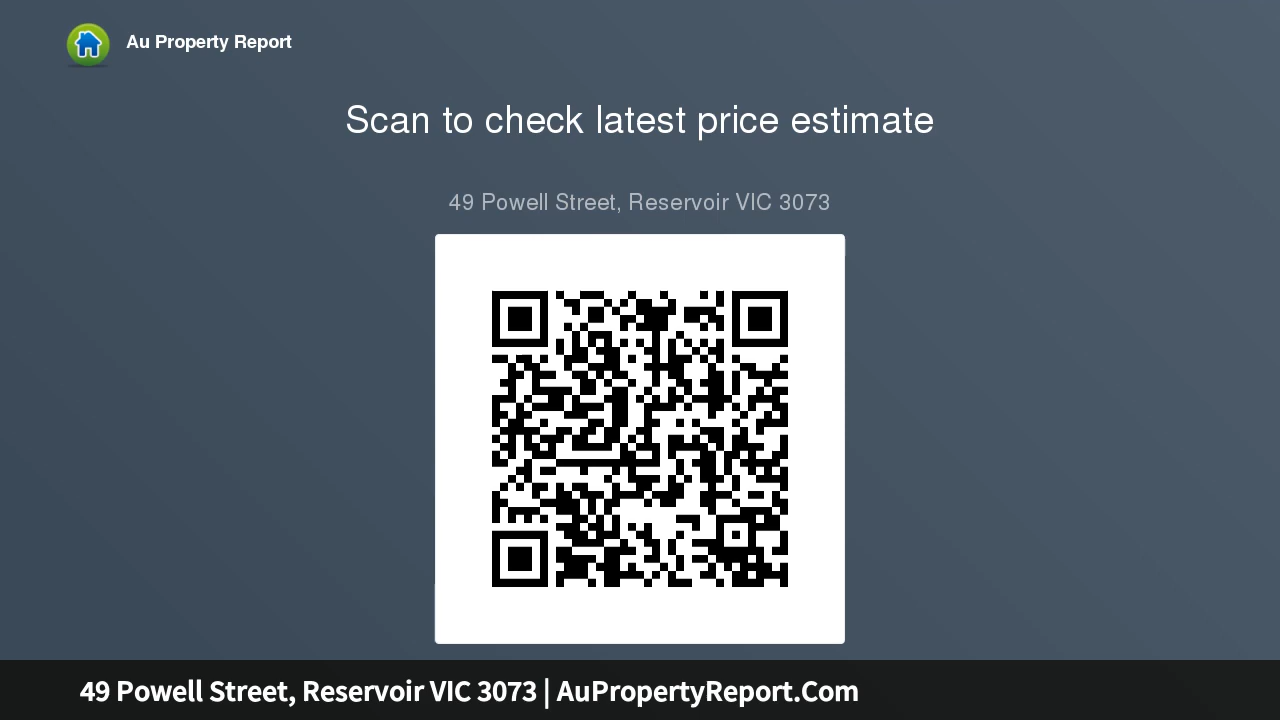 Au Property Report
Scan to check latest price estimate
49 Powell Street, Reservoir VIC 3073
49 Powell Street, Reservoir VIC 3073 | AuPropertyReport.Com